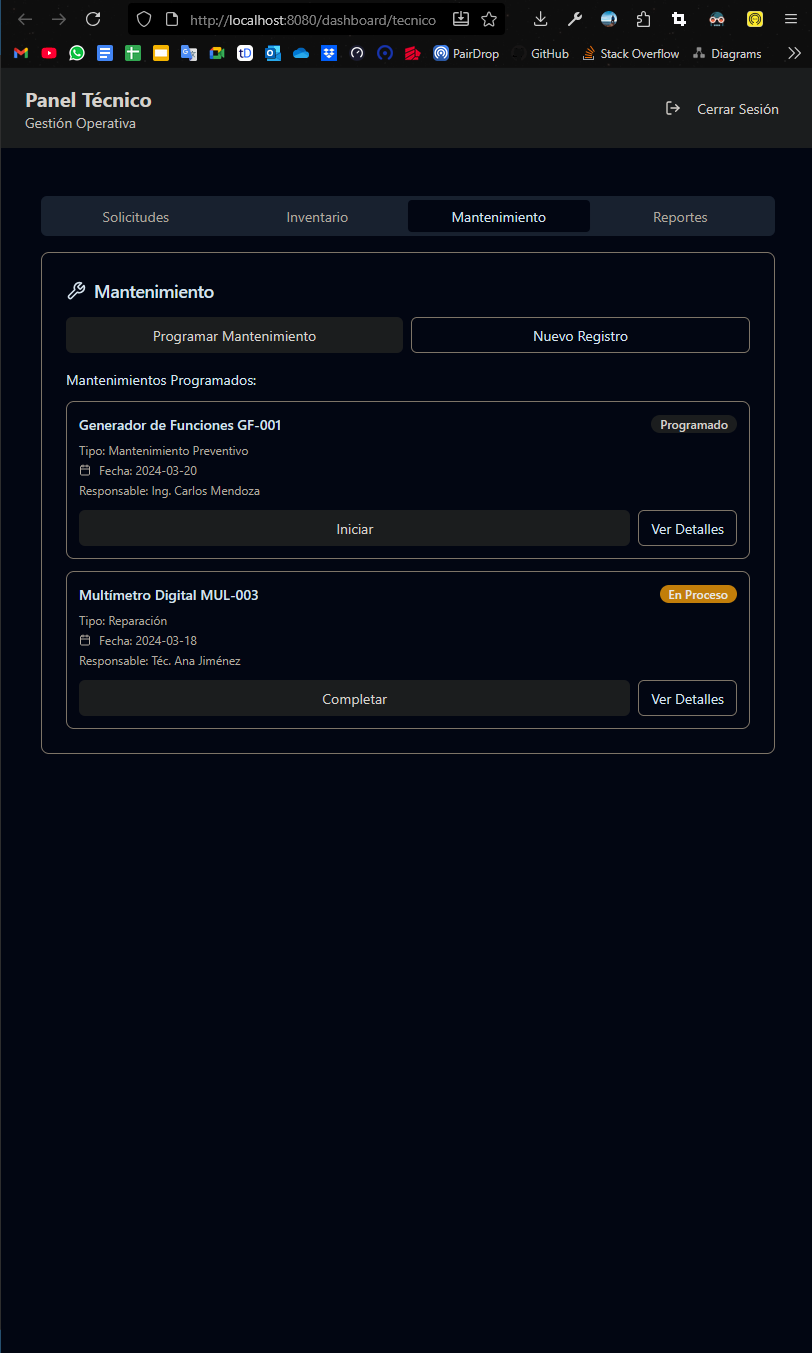 http://localhost:8080/dashboard/tecnico
PairDrop GitHub Stack Overflow Diagrams
Panel Técnico
Gestión Operativa
Cerrar Sesión
Solicitudes Inventario Mantenimiento Reportes
Mantenimiento
Programar Mantenimiento Nuevo Registro
Mantenimientos Programados:
Generador de Funciones GF-001 Programado
Tipo: Mantenimiento Preventivo
Fecha: 2024-03-20
Responsable: Ing. Carlos Mendoza
Iniciar Ver Detalles
Multímetro Digital MUL-003 En Proceso
Tipo: Reparación
Fecha: 2024-03-18
Responsable: Téc. Ana Jiménez
Completar Ver Detalles